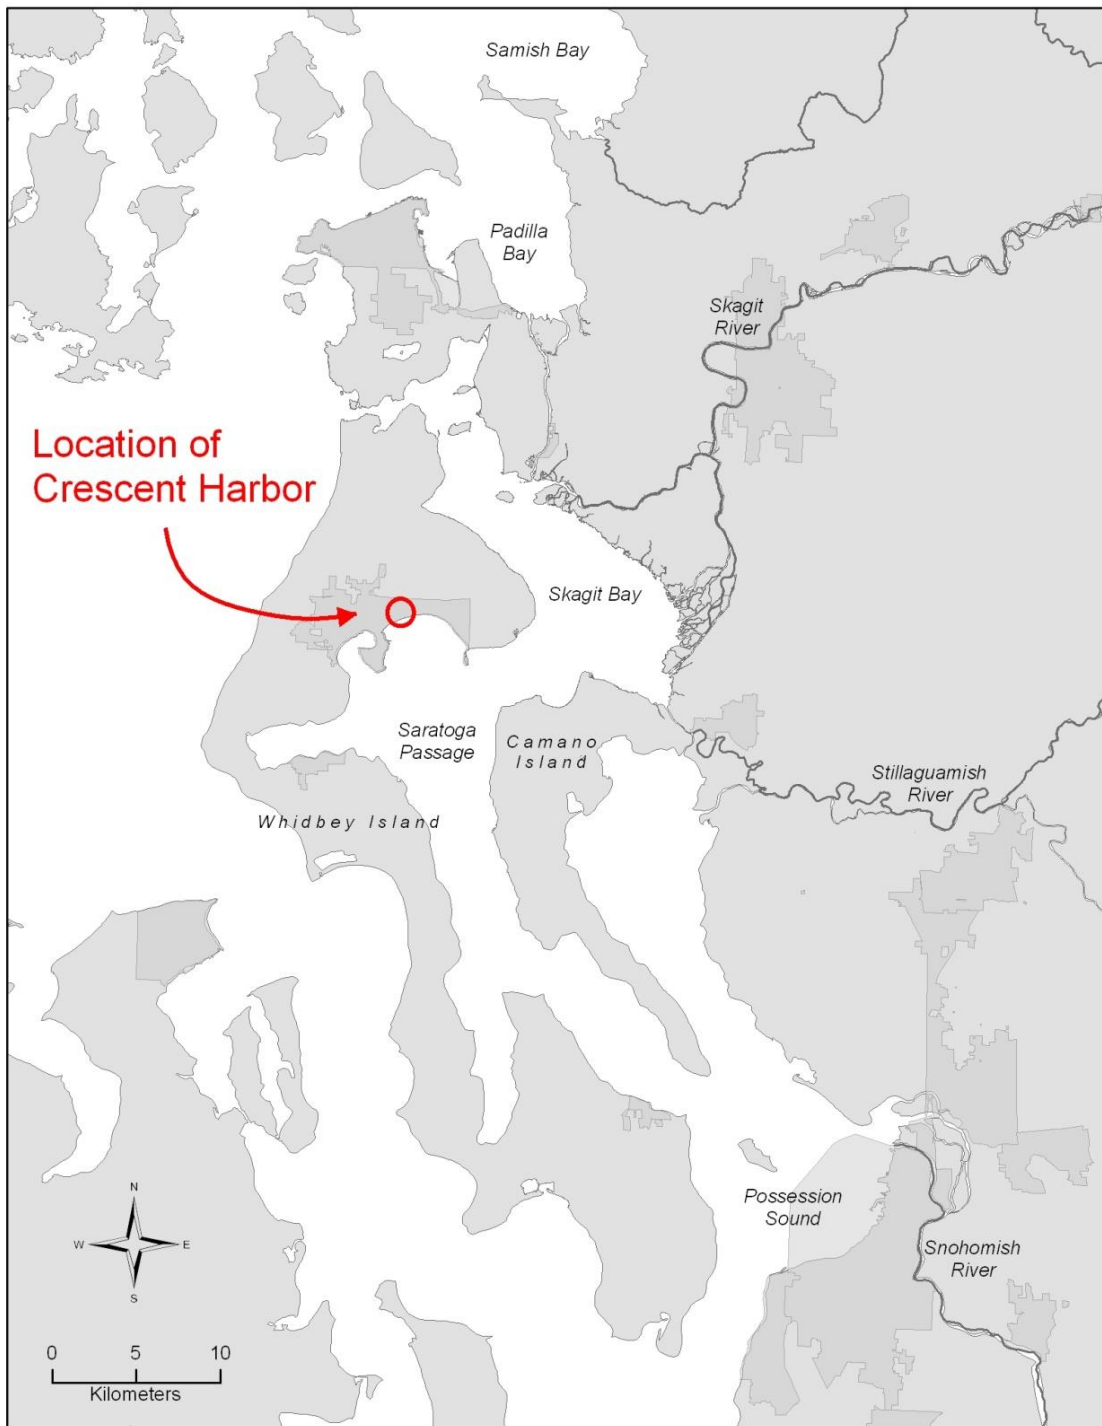 Samish Bay
Padilla
Bay
Skagit
River
Location of
Crescent Harbor
Skagit Bay
Saratoga
Passage
Camano
Island
Stillaguamish
River
Whidbey Island
Possession
Sound
Snohomish
River
N
W
E
S
0
5
10
Kilometers